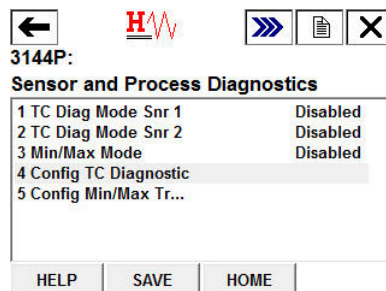 H
3144P:
Sensor and Process Diagnostics
1 TC Diag Mode Snr 1 Disabled
2 TC Diag Mode Snr 2 Disabled
3 Min/Max Mode Disabled
4 Config TC Diagnostic
5 Config Min/Max Tr...
HELP SAVE HOME